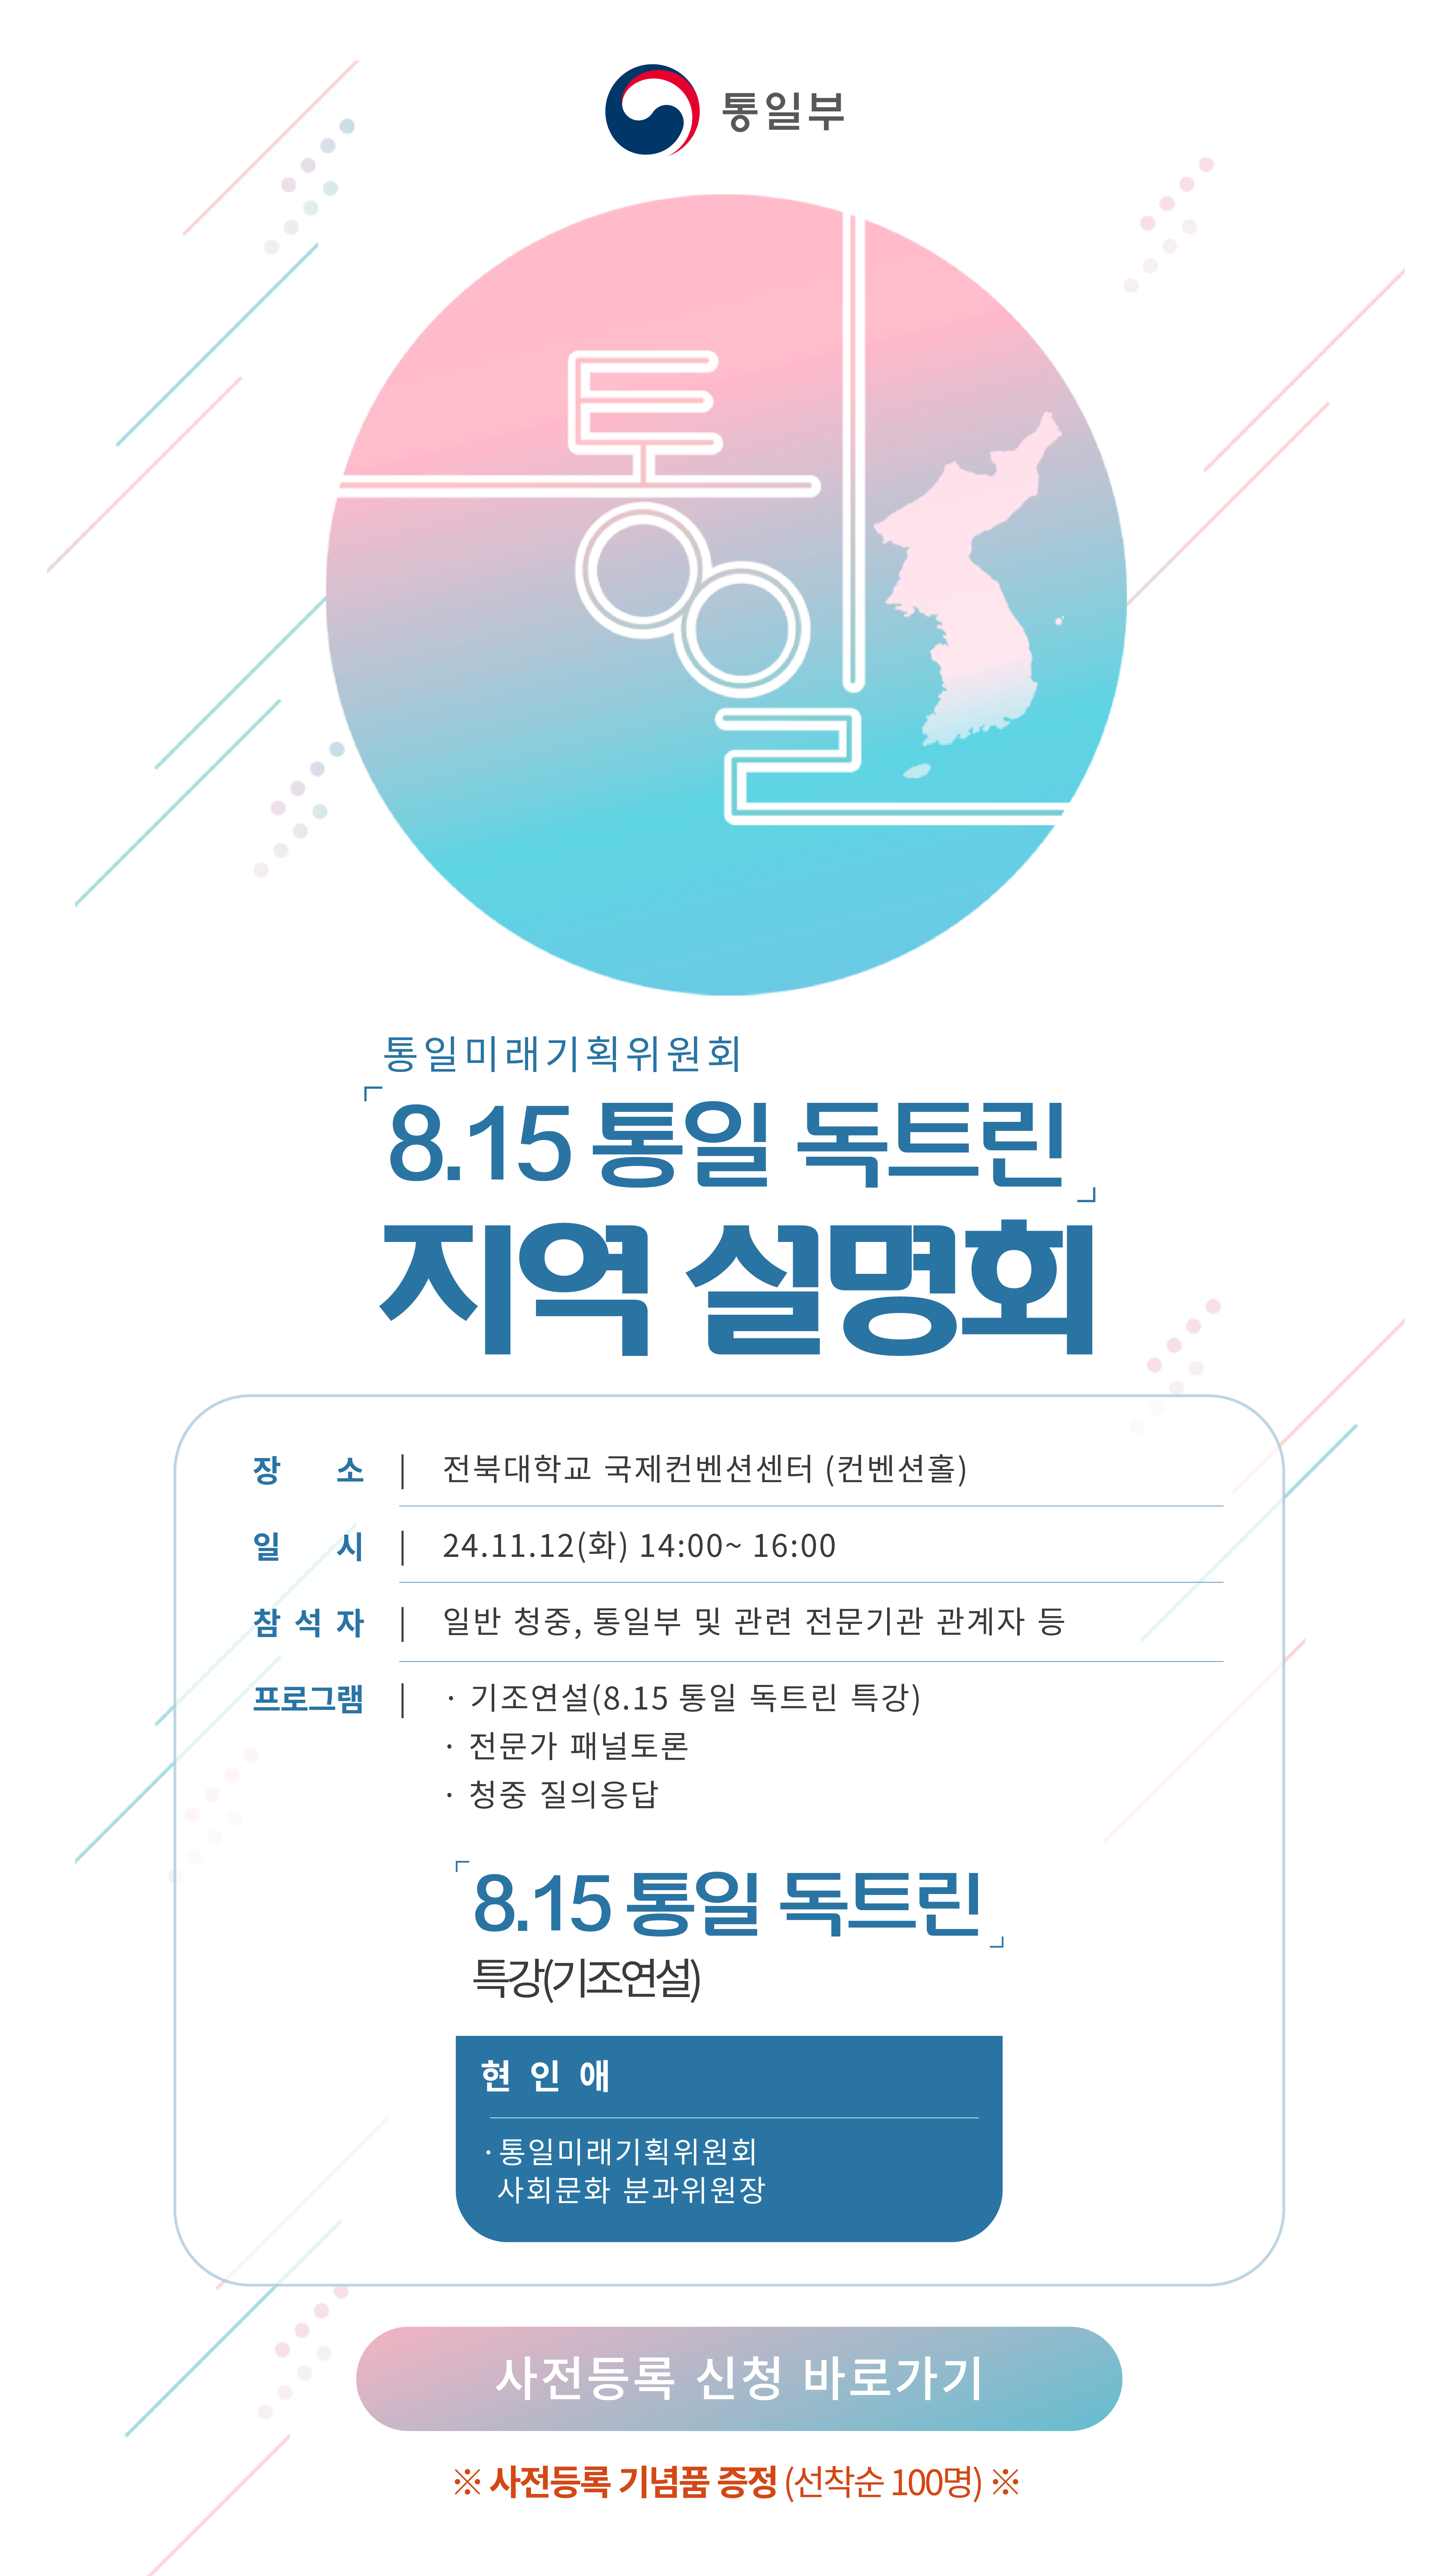 통일부
통일
통일미래기획위원회
「8.15 통일 독트린」
지역 설명회
장 소 | 전북대학교 국제컨벤션센터 (컨벤션홀)
일 시 | 24.11.12(화) 14:00~ 16:00
참 석 자 | 일반 청중, 통일부 및 관련 전문기관 관계자 등
프로그램 | · 기조연설(8.15 통일 독트린 특강)
· 전문가 패널토론
· 청중 질의응답
「8.15 통일 독트린」
특강(기조연설)
현 인 애
· 통일미래기획위원회
사회문화 분과위원장
사전등록 신청 바로가기
※ 사전등록 기념품 증정 (선착순 100명) ※